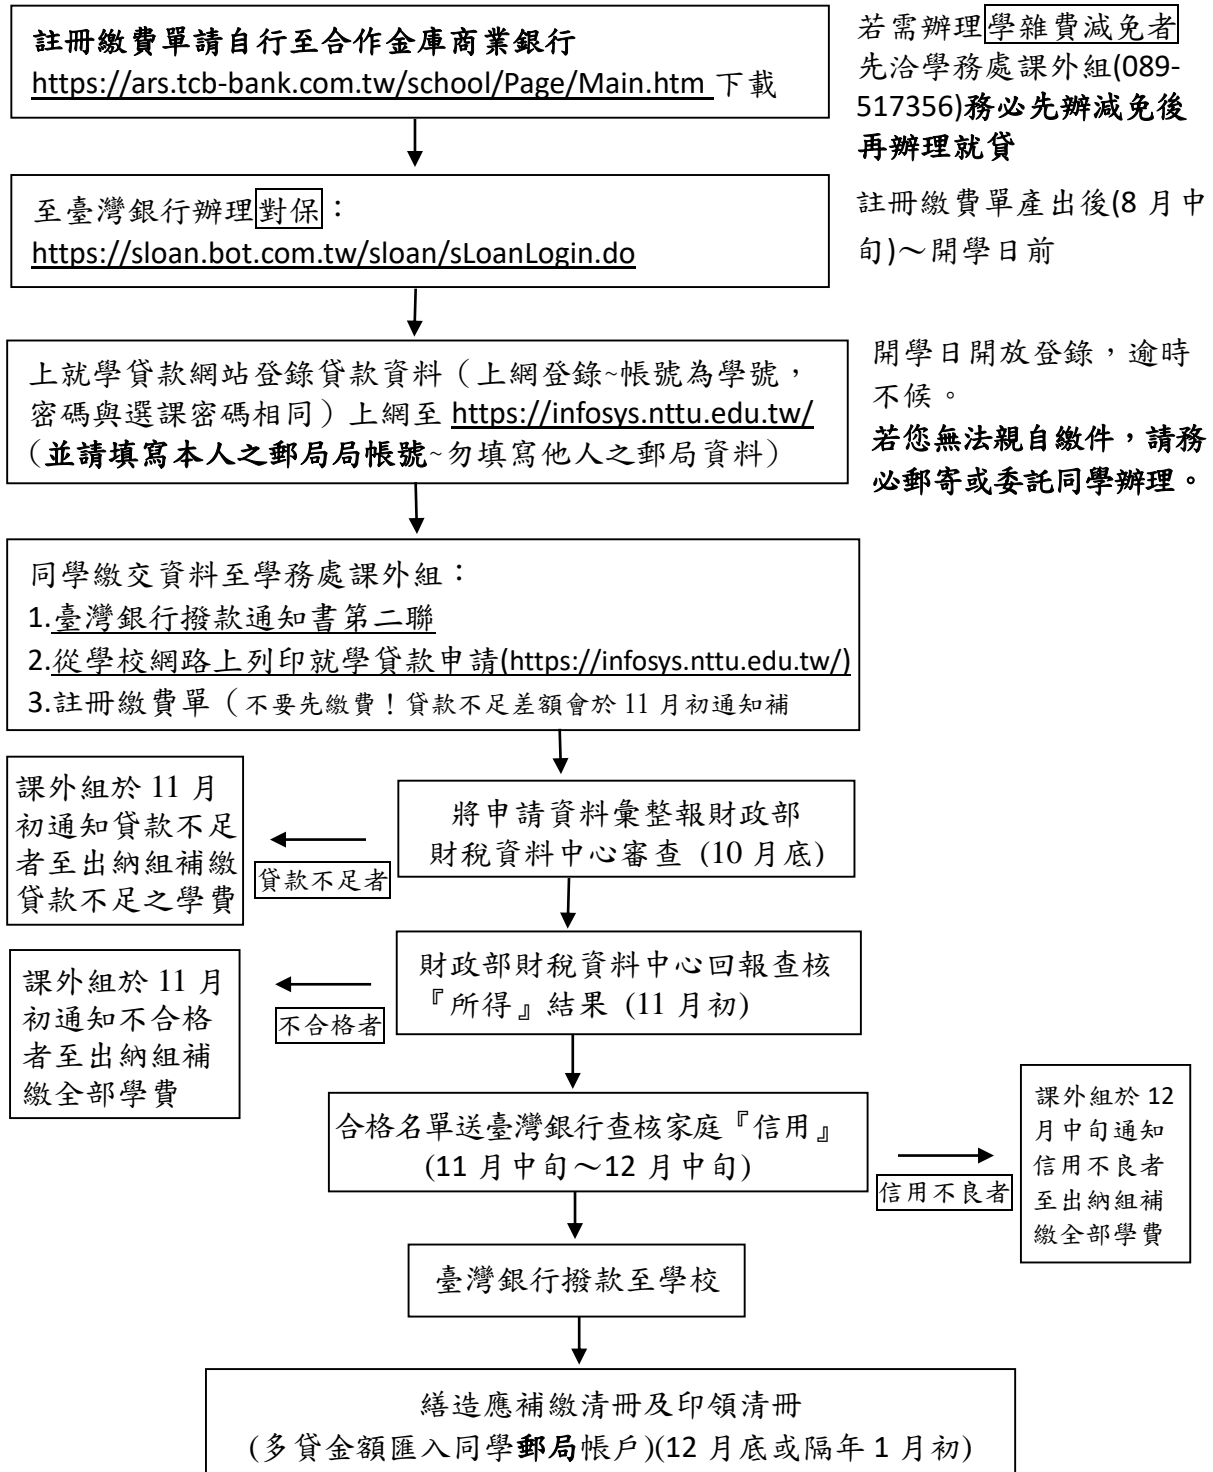 註冊繳費單請自行至合作金庫商業銀行
https://ars.tcb-bank.com.tw/school/Page/Main.htm 下載
若需辦理學雜費減免者
先洽學務處課外組(089-
517356)務必先辦減免後
再辦理就貸
至臺灣銀行辦理對保：
https://sloan.bot.com.tw/sloan/sLoanLogin.do
註冊繳費單產出後(8 月中
旬)～開學日前
上就學貸款網站登錄貸款資料（上網登錄~帳號為學號，
密碼與選課密碼相同）上網至 https://infosys.nttu.edu.tw/
（並請填寫本人之郵局局帳號~勿填寫他人之郵局資料）
開學日開放登錄，逾時
不候。
若您無法親自繳件，請務
必郵寄或委託同學辦理。
同學繳交資料至學務處課外組：
1.臺灣銀行撥款通知書第二聯
2.從學校網路上列印就學貸款申請(https://infosys.nttu.edu.tw/)
3.註冊繳費單（不要先繳費！貸款不足差額會於 11 月初通知補
將申請資料彙整報財政部
財稅資料中心審查 (10 月底)
貸款不足者
課外組於 11 月
初通知貸款不足
者至出納組補繳
貸款不足之學費
財政部財稅資料中心回報查核
『所得』結果 (11 月初)
不合格者
課外組於 11 月
初通知不合格
者至出納組補
繳全部學費
合格名單送臺灣銀行查核家庭『信用』
(11 月中旬～12 月中旬)
信用不良者
課外組於 12
月中旬通知
信用不良者
至出納組補
繳全部學費
臺灣銀行撥款至學校
繕造應補繳清冊及印領清冊
(多貸金額匯入同學郵局帳戶)(12 月底或隔年 1 月初)